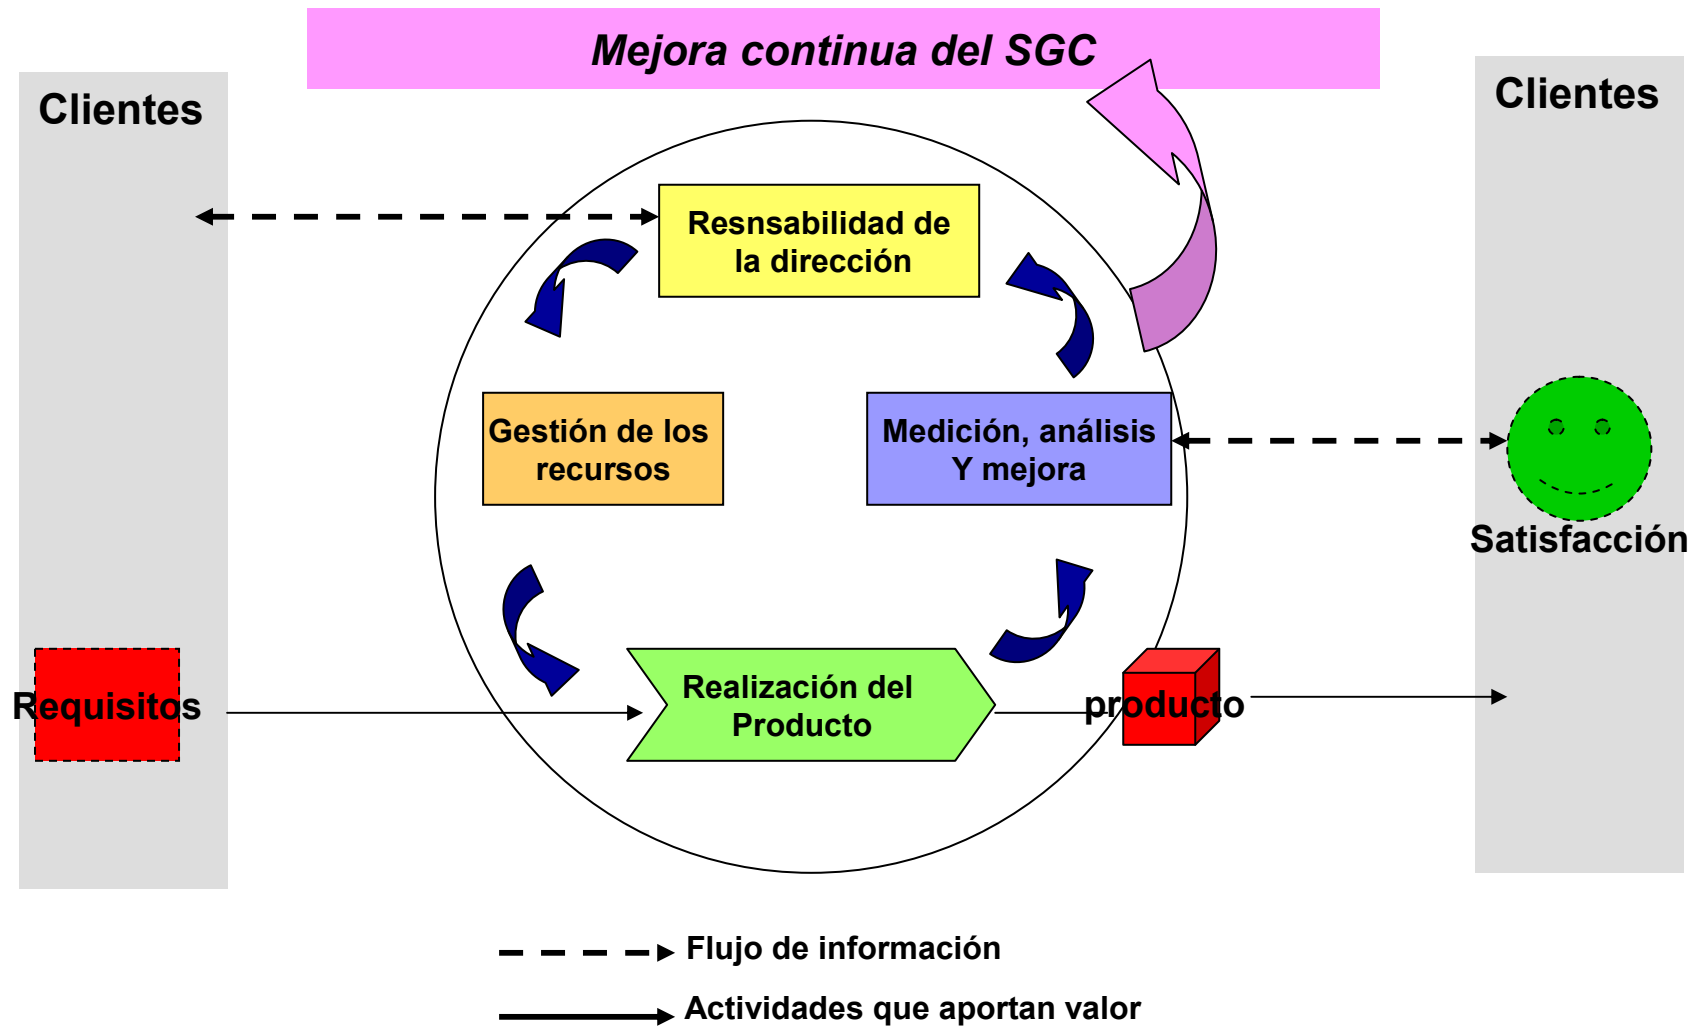 Mejora continua del SGC
Clientes
Clientes
Resnsabilidad de
la dirección
Gestión de los
recursos
Medición, análisis
Y mejora
Satisfacción
Requisitos
Realización del
Producto
producto
Flujo de información
Actividades que aportan valor